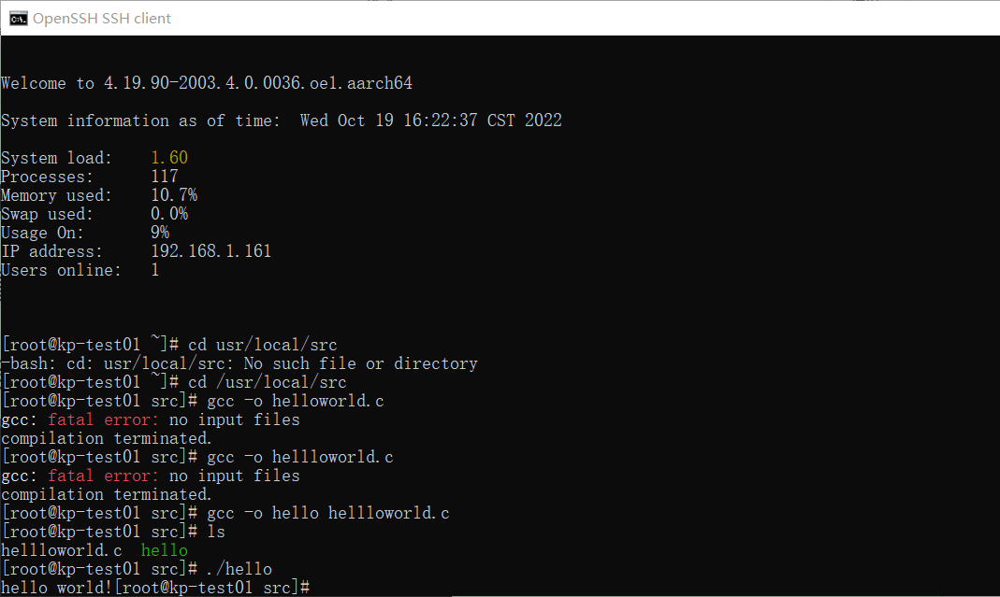 OpenSSH SSH client
Welcome to 4.19.90-2003.4.0.0036.oe1.aarch64
System information as of time:  Wed Oct 19 16:22:37 CST 2022
System load:    1.60
Processes:      117
Memory used:    10.7%
Swap used:      0.0%
Usage On:       9%
IP address:     192.168.1.161
Users online:   1
[root@kp-test01 ~]# cd usr/local/src
-bash: cd: usr/local/src: No such file or directory
[root@kp-test01 ~]# cd /usr/local/src
[root@kp-test01 src]# gcc -o helloworld.c
gcc: fatal error: no input files
compilation terminated.
[root@kp-test01 src]# gcc -o hellloworld.c
gcc: fatal error: no input files
compilation terminated.
[root@kp-test01 src]# gcc -o hello hellloworld.c
[root@kp-test01 src]# ls
hellloworld.c  hello
[root@kp-test01 src]# ./hello
hello world![root@kp-test01 src]#